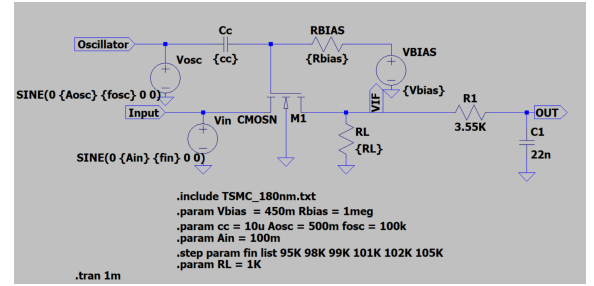 Cc
RBIAS
Oscillator
Vosc
{cc}
{Rbias}
VBIAS
SINE(0 {Aosc} {fosc} 0 0)
{Vbias}
VIF
R1
OUT
Input
Vin
CMOSN
M1
3.55K
RL
C1
{RL}
22n
SINE(0 {Ain} {fin} 0 0)
.include TSMC_180nm.txt
.param Vbias = 450m Rbias = 1meg
.param cc = 10u Aosc = 500m fosc = 100k
.param Ain = 100m
.step param fin list 95K 98K 99K 101K 102K 105K
.param RL = 1K
.tran 1m